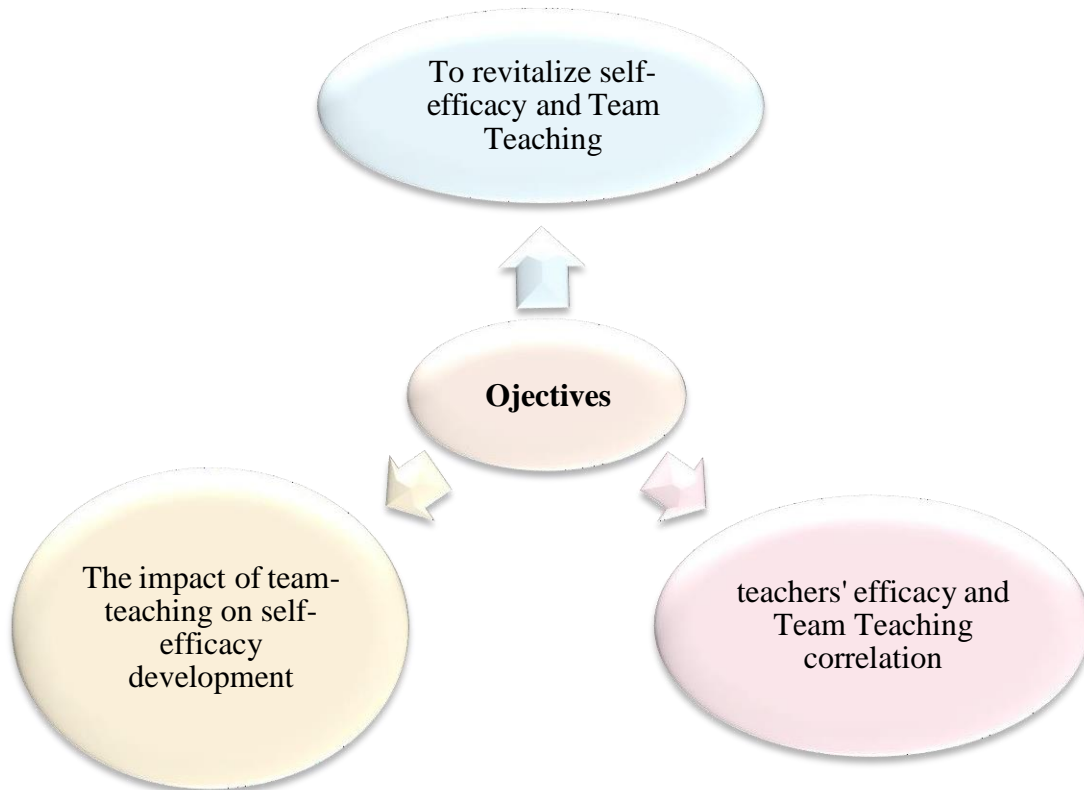 To revitalize self-
efficacy and Team
Teaching
Ojectives
The impact of team-
teaching on self-
efficacy
development
teachers' efficacy and
Team Teaching
correlation